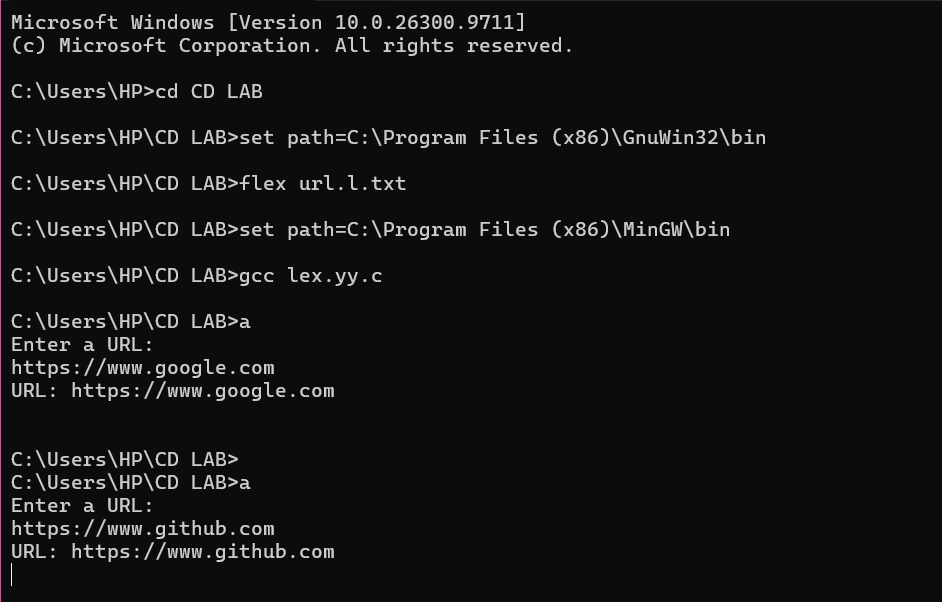 Microsoft Windows [Version 10.0.26300.9711]
(c) Microsoft Corporation. All rights reserved.
C:\Users\HP>cd CD LAB
C:\Users\HP\CD LAB>set path=C:\Program Files (x86)\GnuWin32\bin
C:\Users\HP\CD LAB>flex url.l.txt
C:\Users\HP\CD LAB>set path=C:\Program Files (x86)\MinGW\bin
C:\Users\HP\CD LAB>gcc lex.yy.c
C:\Users\HP\CD LAB>a
Enter a URL:
https://www.google.com
URL: https://www.google.com
C:\Users\HP\CD LAB>
C:\Users\HP\CD LAB>a
Enter a URL:
https://www.github.com
URL: https://www.github.com